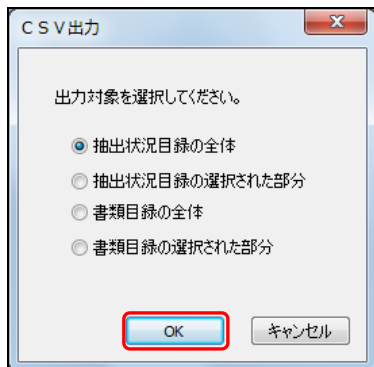 ＣＳＶ出力
出力対象を選択してください。
抽出状況目録の全体
抽出状況目録の選択された部分
書類目録の全体
書類目録の選択された部分
OK キャンセル